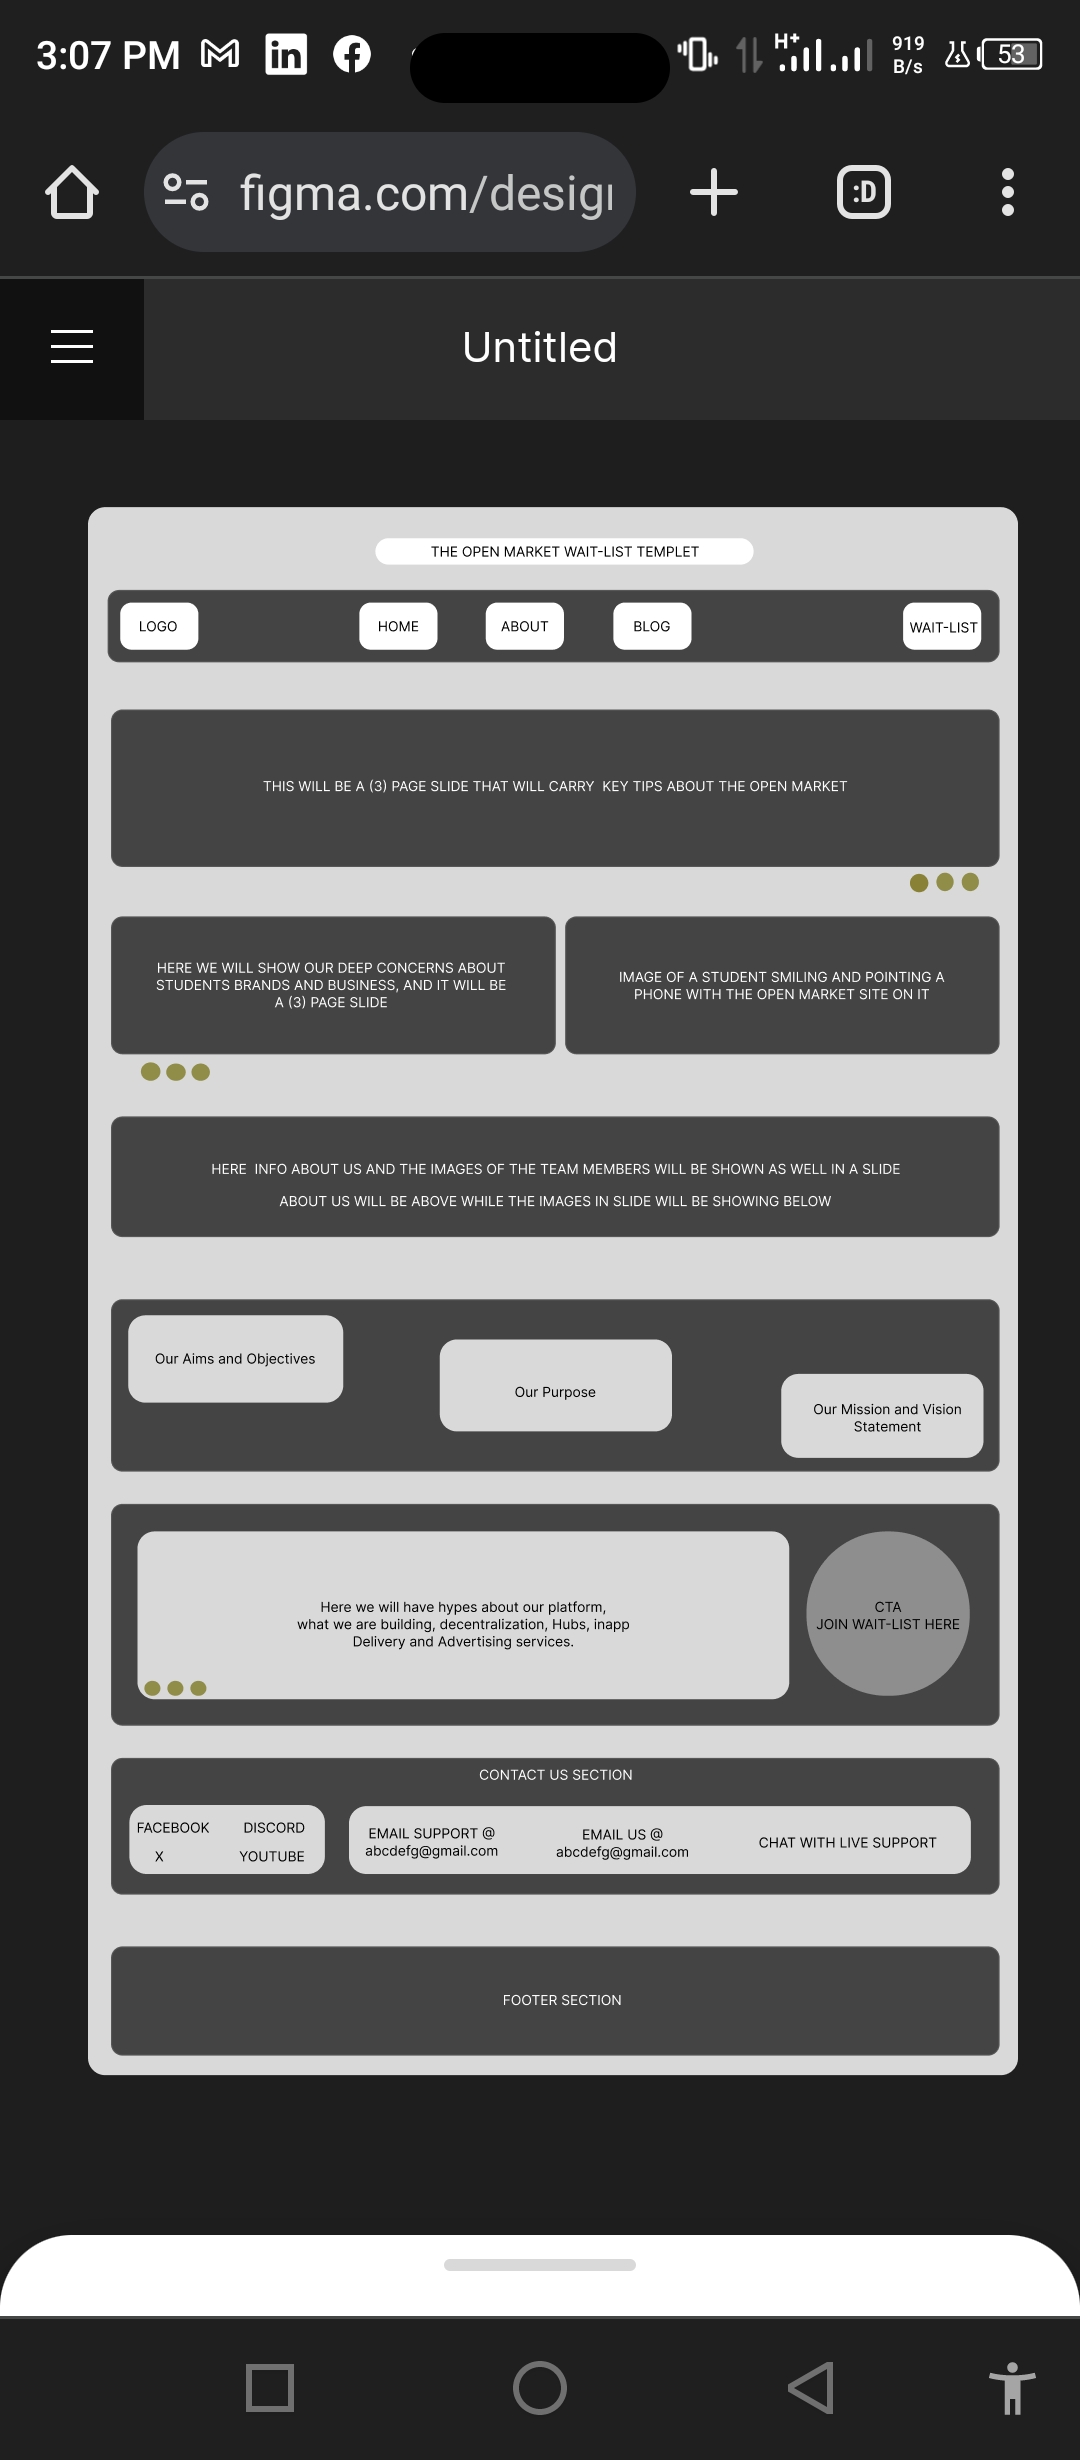 3:07 PM
H+
919
B/s
53
figma.com/desig
:D
Untitled
THE OPEN MARKET WAIT-LIST TEMPLET
LOGO
HOME
ABOUT
BLOG
WAIT-LIST
THIS WILL BE A (3) PAGE SLIDE THAT WILL CARRY  KEY TIPS ABOUT THE OPEN MARKET
HERE WE WILL SHOW OUR DEEP CONCERNS ABOUT
STUDENTS BRANDS AND BUSINESS, AND IT WILL BE
A (3) PAGE SLIDE
IMAGE OF A STUDENT SMILING AND POINTING A
PHONE WITH THE OPEN MARKET SITE ON IT
HERE  INFO ABOUT US AND THE IMAGES OF THE TEAM MEMBERS WILL BE SHOWN AS WELL IN A SLIDE
ABOUT US WILL BE ABOVE WHILE THE IMAGES IN SLIDE WILL BE SHOWING BELOW
Our Aims and Objectives
Our Purpose
Our Mission and Vision
Statement
Here we will have hypes about our platform,
what we are building, decentralization, Hubs, inapp
Delivery and Advertising services.
CTA
JOIN WAIT-LIST HERE
CONTACT US SECTION
FACEBOOK
DISCORD
X
YOUTUBE
EMAIL SUPPORT @
abcdefg@gmail.com
EMAIL US @
abcdefg@gmail.com
CHAT WITH LIVE SUPPORT
FOOTER SECTION